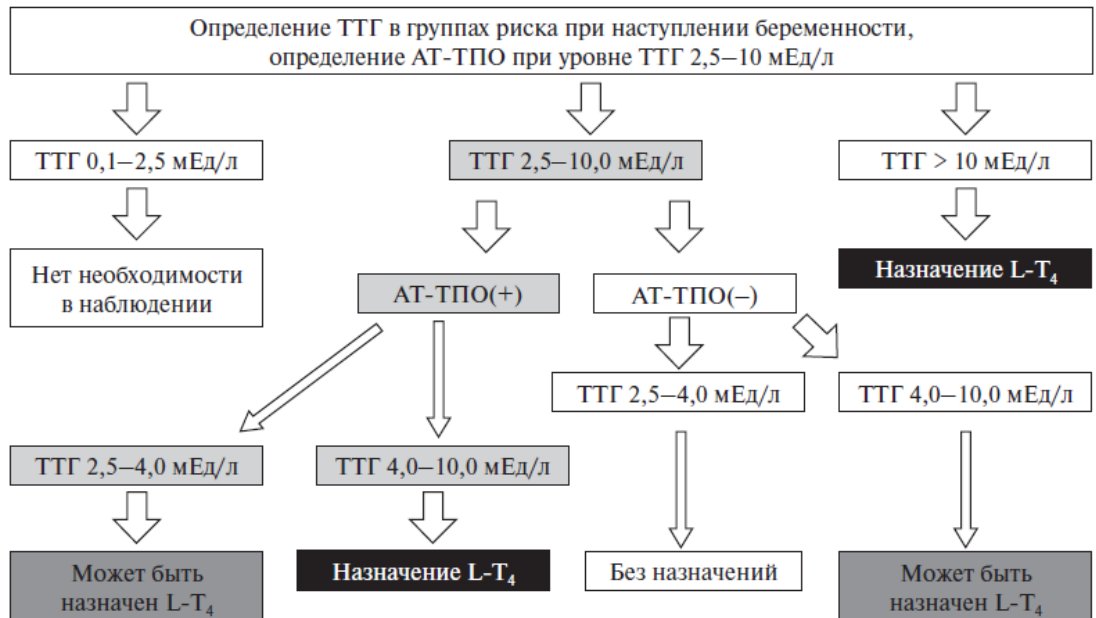 Определение ТТГ в группах риска при наступлении беременности,
определение АТ-ТПО при уровне ТТГ 2,5–10 мЕд/л
ТТГ 0,1–2,5 мЕд/л
ТТГ 2,5–10,0 мЕд/л
ТТГ > 10 мЕд/л
Нет необходимости
в наблюдении
АТ-ТПО(+)
АТ-ТПО(–)
Назначение L-T₄
ТТГ 2,5–4,0 мЕд/л
ТТГ 4,0–10,0 мЕд/л
ТТГ 2,5–4,0 мЕд/л
ТТГ 4,0–10,0 мЕд/л
Может быть
назначен L-T₄
Назначение L-T₄
Без назначений
Может быть
назначен L-T₄